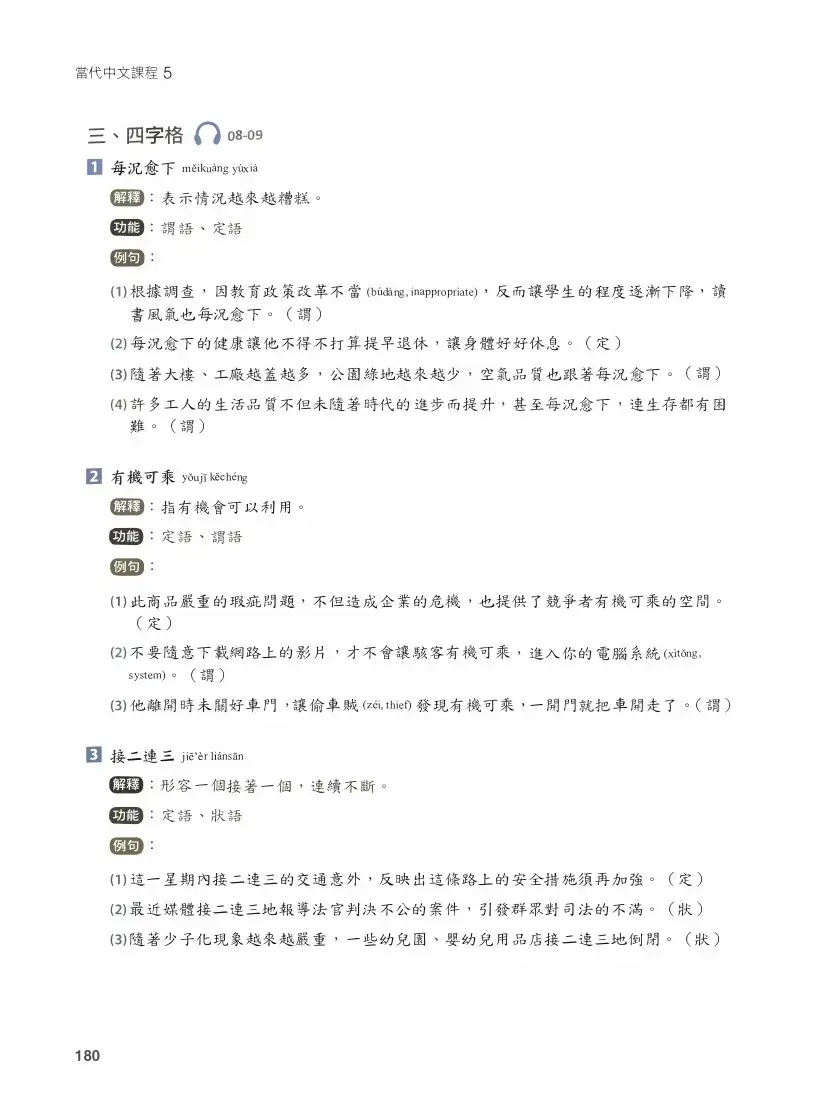 當代中文課程 5
三、四字格 08-09
1 每況愈下 měikuàng yùxià
解釋：表示情況越來越糟糕。
功能：謂語、定語
例句：
(1) 根據調查，因教育政策改革不當 (búdàng, inappropriate)，反而讓學生的程度逐漸下降，讀
書風氣也每況愈下。（謂）
(2) 每況愈下的健康讓他不得不打算提早退休，讓身體好好休息。（定）
(3) 隨著大樓、工廠越蓋越多，公園綠地越來越少，空氣品質也跟著每況愈下。（謂）
(4) 許多工人的生活品質不但未隨著時代的進步而提升，甚至每況愈下，連生存都有困
難。（謂）
2 有機可乘 yǒujī kěchéng
解釋：指有機會可以利用。
功能：定語、謂語
例句：
(1) 此商品嚴重的瑕疵問題，不但造成企業的危機，也提供了競爭者有機可乘的空間。
（定）
(2) 不要隨意下載網路上的影片，才不會讓駭客有機可乘，進入你的電腦系統 (xìtǒng,
system)。（謂）
(3) 他離開時未關好車門，讓偷車賊 (zéi, thief) 發現有機可乘，一開門就把車開走了。（謂）
3 接二連三 jiē’èr liánsān
解釋：形容一個接著一個，連續不斷。
功能：定語、狀語
例句：
(1) 這一星期內接二連三的交通意外，反映出這條路上的安全措施須再加強。（定）
(2) 最近媒體接二連三地報導法官判決不公的案件，引發群眾對司法的不滿。（狀）
(3) 隨著少子化現象越來越嚴重，一些幼兒園、嬰幼兒用品店接二連三地倒閉。（狀）
180